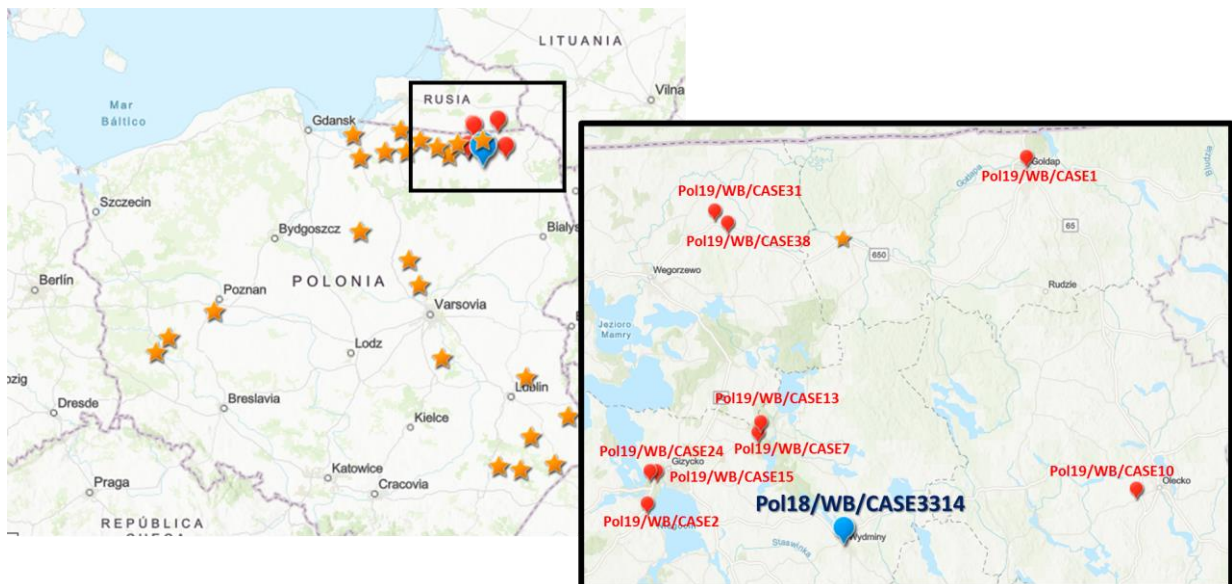 LITUANIA
Vilna
RUSIA
Mar
Báltico
Gdansk
Szczecin
Bydgoszcz
Berlín
Poznan
POLONIA
Varsovia
Lodz
Lublin
Dresde
Breslavia
Kielce
Katowice
Cracovia
Praga
REPÚBLICA
Pol19/WB/CASE1
Goldap
Goldapa
Pol19/WB/CASE31
Pol19/WB/CASE38
65
650
Wegorzewo
Rudzie
Jezioro
Mamry
Pol19/WB/CASE13
Pol19/WB/CASE7
Pol19/WB/CASE24
Gizycko
Pol19/WB/CASE15
Pol19/WB/CASE10
Olecko
Pol18/WB/CASE3314
Pol19/WB/CASE2
Wydminy
Staswinka